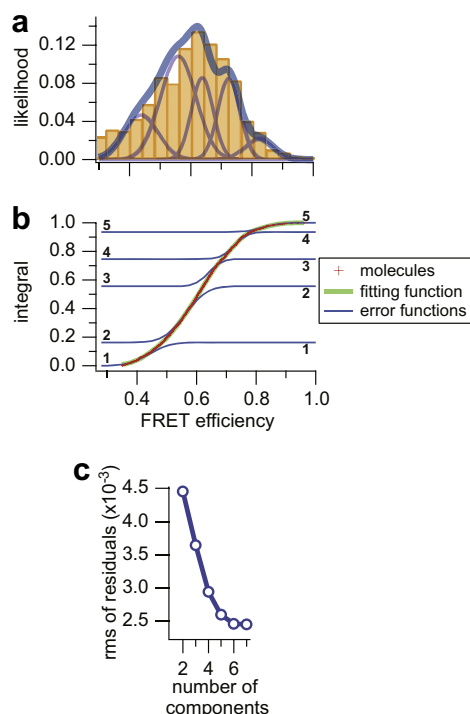 a
likelihood
0.12
0.08
0.04
0.00
b
integral
1.0
0.8
0.6
0.4
0.2
0.0
5
4
3
2
1
5
4
3
2
1
molecules
fitting function
error functions
0.4 0.6 0.8 1.0
FRET efficiency
c
rms of residuals (x10-3)
4.5
4.0
3.5
3.0
2.5
2 4 6
number of
components